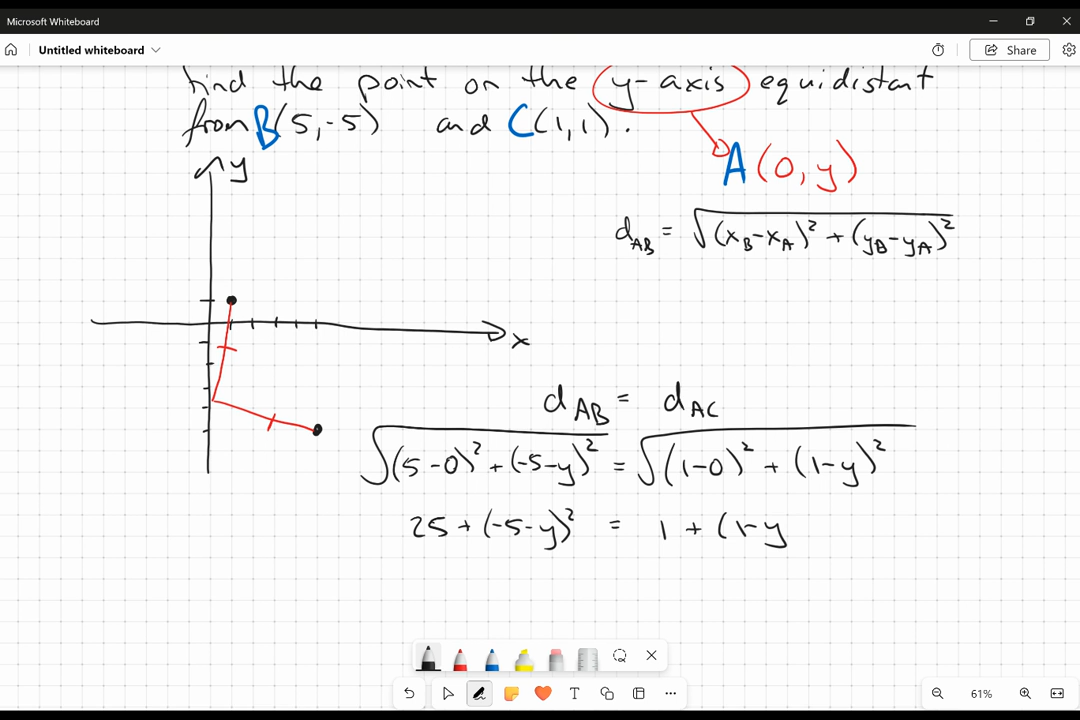 Microsoft Whiteboard
Untitled whiteboard
Share
find the point on the y-axis equidistant
from B(5,-5) and C(1,1).
A(0,y)
y
d_AB = √(x_B-x_A)² + (y_B-y_A)²
x
d_AB = d_AC
√(5-0)² + (-5-y)² = √(1-0)² + (1-y)²
25 + (-5-y)² = 1 + (1-y
T
61%